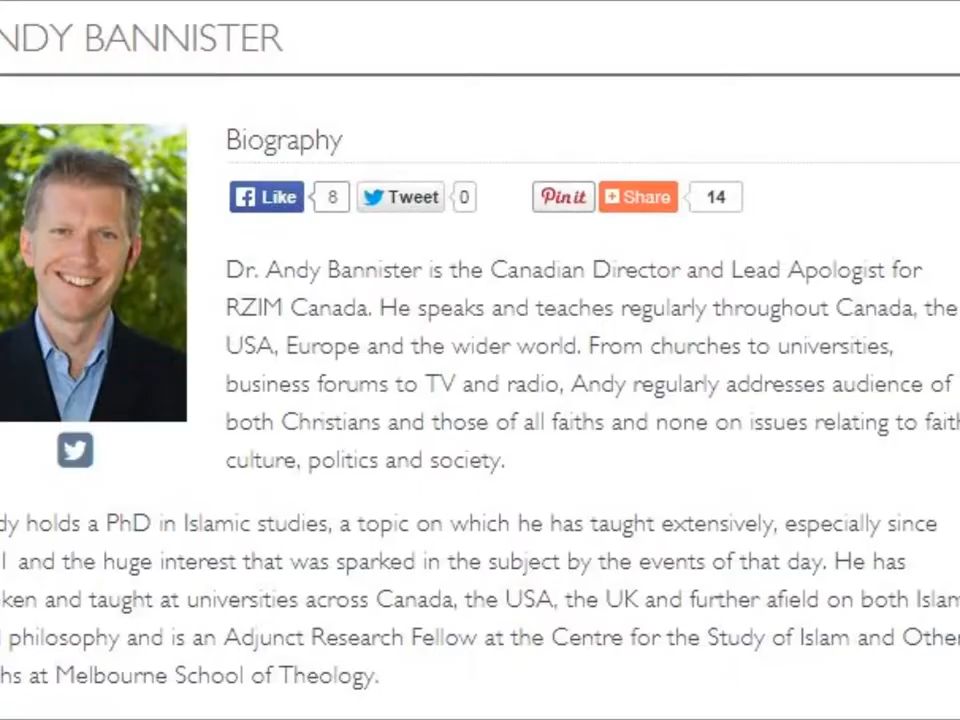 NDY BANNISTER
Biography
Like 8 Tweet 0 Pin it Share 14
Dr. Andy Bannister is the Canadian Director and Lead Apologist for
RZIM Canada. He speaks and teaches regularly throughout Canada, the
USA, Europe and the wider world. From churches to universities,
business forums to TV and radio, Andy regularly addresses audience of
both Christians and those of all faiths and none on issues relating to faith
culture, politics and society.
dy holds a PhD in Islamic studies, a topic on which he has taught extensively, especially since
1 and the huge interest that was sparked in the subject by the events of that day. He has
ken and taught at universities across Canada, the USA, the UK and further afield on both Islam
philosophy and is an Adjunct Research Fellow at the Centre for the Study of Islam and Other
ths at Melbourne School of Theology.